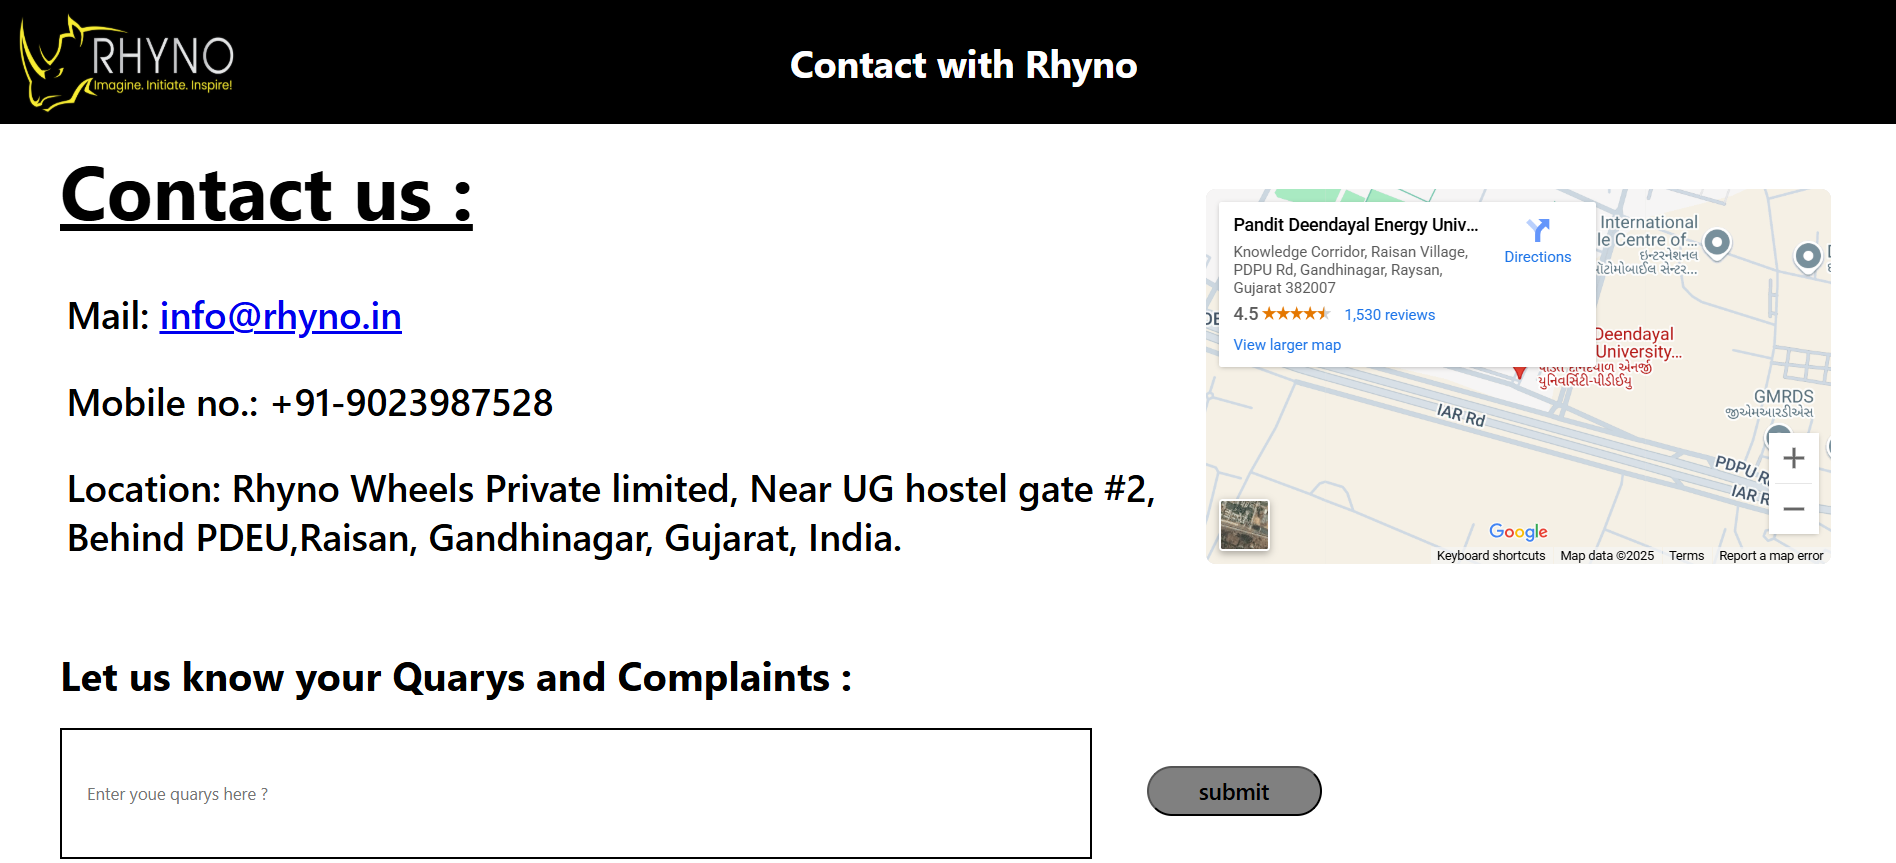 RHYNO
Imagine. Initiate. Inspire!
Contact with Rhyno
Contact us :
Mail: info@rhyno.in
Mobile no.: +91-9023987528
Location: Rhyno Wheels Private limited, Near UG hostel gate #2,
Behind PDEU,Raisan, Gandhinagar, Gujarat, India.
Pandit Deendayal Energy Univ...
Knowledge Corridor, Raisan Village,
PDPU Rd, Gandhinagar, Raysan,
Gujarat 382007
4.5 ★★★★★ 1,530 reviews
View larger map
Directions
International
le Centre of...
ઇન્ટરનેશનલ
ઓટોમોબાઈલ સેન્ટર...
Deendayal
University...
પંડિત દીનદયાળ એનર્જી
યુનિવર્સિટી-પીડીઈયુ
GMRDS
જીએમઆરડીએસ
IAR Rd
PDPU R
IAR R
Google
Keyboard shortcuts Map data ©2025 Terms Report a map error
Let us know your Quarys and Complaints :
Enter youe quarys here ?
submit